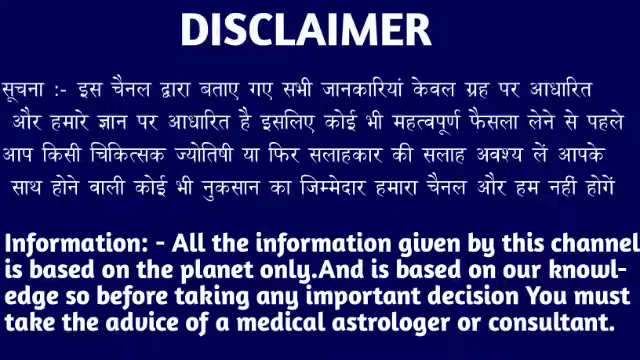 DISCLAIMER
सूचना :- इस चैनल द्वारा बताए गए सभी जानकारियां केवल ग्रह पर आधारित
और हमारे ज्ञान पर आधारित है इसलिए कोई भी महत्वपूर्ण फैसला लेने से पहले
आप किसी चिकित्सक ज्योतिषी या फिर सलाहकार की सलाह अवश्य लें आपके
साथ होने वाली कोई भी नुकसान का जिम्मेदार हमारा चैनल और हम नहीं होगें
Information: - All the information given by this channel
is based on the planet only.And is based on our knowl-
edge so before taking any important decision You must
take the advice of a medical astrologer or consultant.